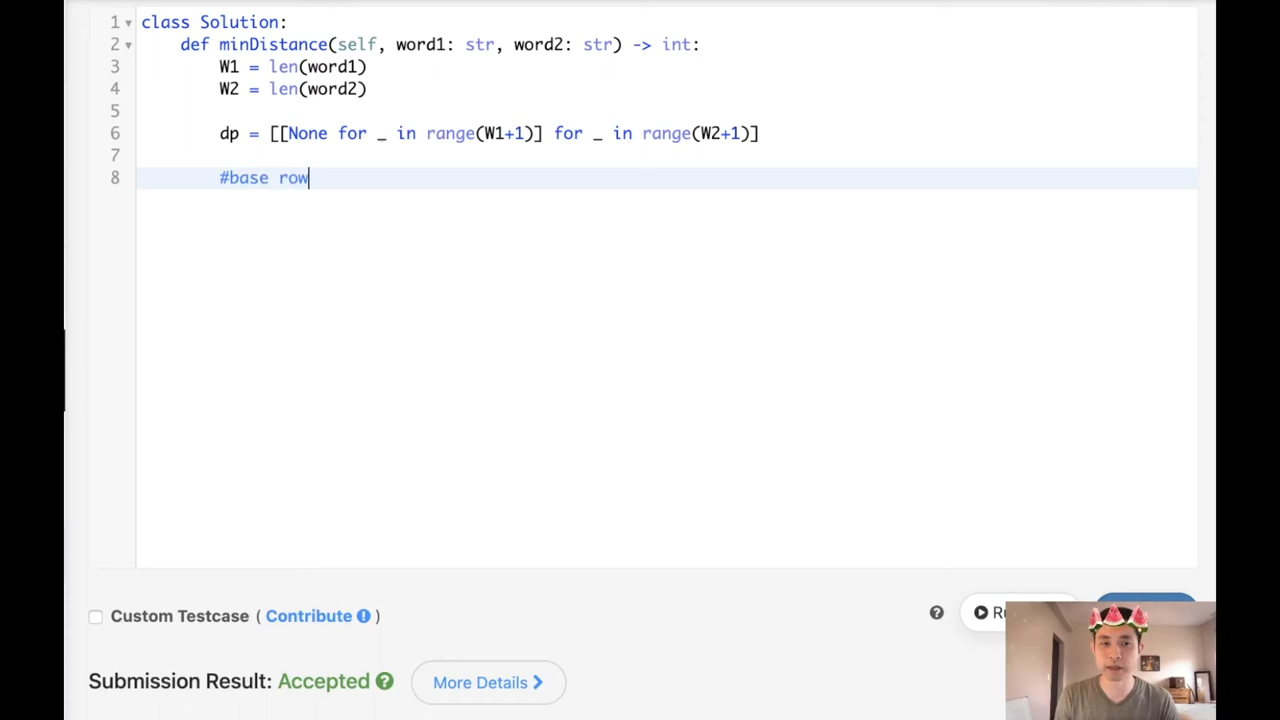 1 class Solution:
2 def minDistance(self, word1: str, word2: str) -> int:
3 W1 = len(word1)
4 W2 = len(word2)
5
6 dp = [[None for _ in range(W1+1)] for _ in range(W2+1)]
7
8 #base row
Custom Testcase ( Contribute )
Submission Result: Accepted
More Details